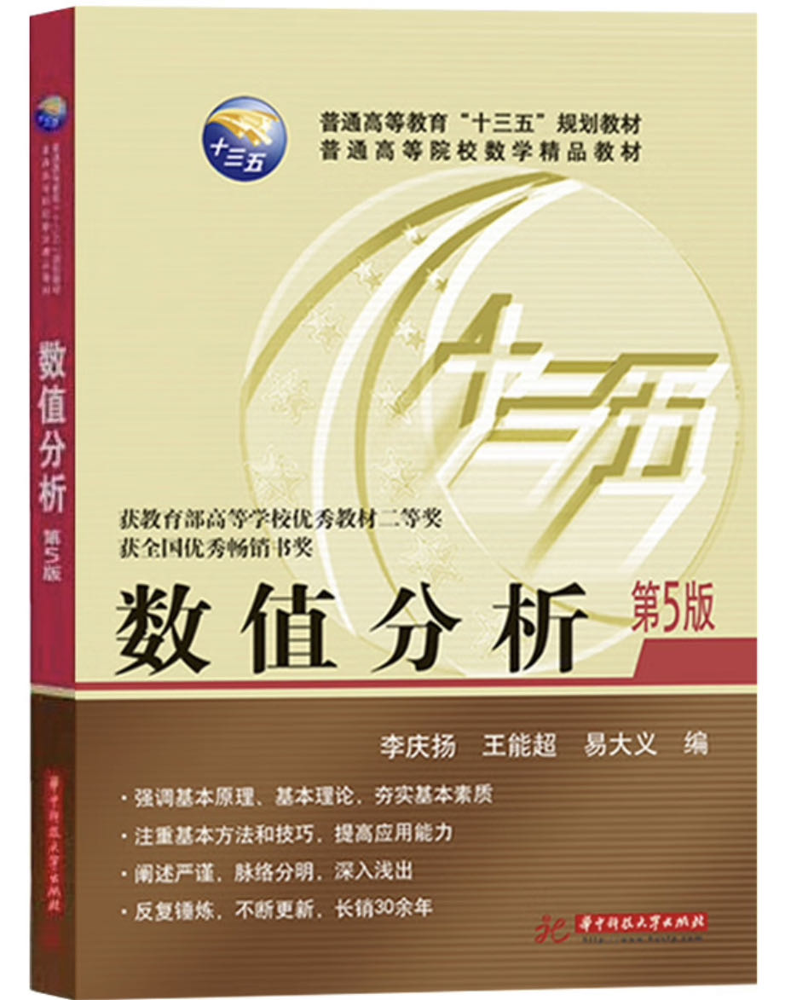 十三五
普通高等教育“十三五”规划教材
普通高等院校数学精品教材
十三五
获教育部高等学校优秀教材二等奖
获全国优秀畅销书奖
数值分析 第5版
李庆扬 王能超 易大义 编
·强调基本原理、基本理论，夯实基本素质
·注重基本方法和技巧，提高应用能力
·阐述严谨，脉络分明，深入浅出
·反复锤炼，不断更新，长销30余年
华中科技大学出版社
数值分析 第5版
华中科技大学出版社